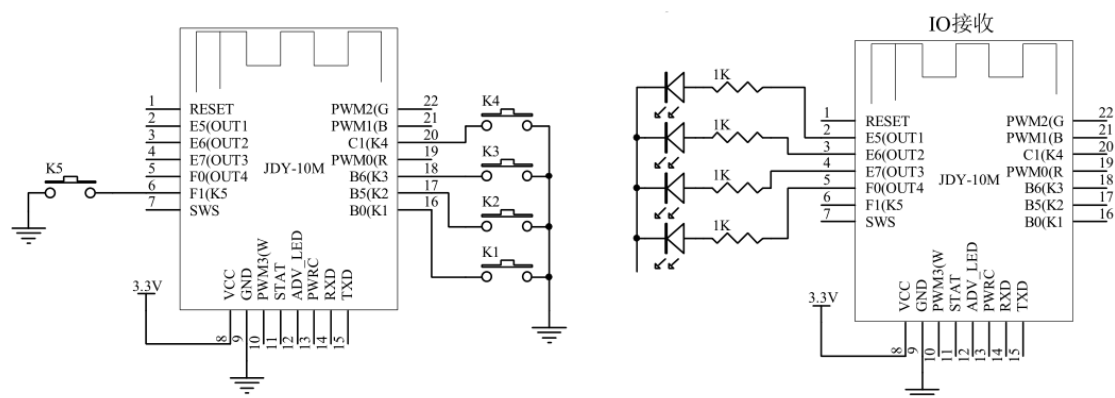 JDY-10M
1 RESET
2 E5(OUT1
3 E6(OUT2
4 E7(OUT3
5 F0(OUT4
6 F1(K5
7 SWS
PWM2(G 22
PWM1(B 21
C1(K4 20
PWM0(R 19
B6(K3 18
B5(K2 17
B0(K1 16
VCC 8
GND 9
PWM3(W 10
STAT 11
ADV_LED 12
PWRC 13
RXD 14
TXD 15
K5
K4
K3
K2
K1
3.3V
IO接收
1K
1K
1K
1K
JDY-10M
1 RESET
2 E5(OUT1
3 E6(OUT2
4 E7(OUT3
5 F0(OUT4
6 F1(K5
7 SWS
PWM2(G 22
PWM1(B 21
C1(K4 20
PWM0(R 19
B6(K3 18
B5(K2 17
B0(K1 16
VCC 8
GND 9
PWM3(W 10
STAT 11
ADV_LED 12
PWRC 13
RXD 14
TXD 15
3.3V